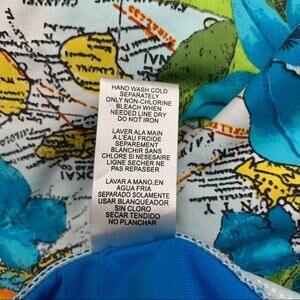 HAND WASH COLD
SEPARATELY
ONLY NON-CHLORINE
BLEACH WHEN
NEEDED LINE DRY
DO NOT IRON
LAVER ALA MAIN
A L'EAU FROIDE
SEPAREMENT
BLANCHIR SANS
CHLORE SI NESESAIRE
LIGNE SECHER NE
PAS REPASSER
LAVAR A MANO,EN
AGUA FRIA
SEPARADO SOLAMENTE
USAR BLANQUEADOR
SIN CLORO
SECAR TENDIDO
NO PLANCHAR